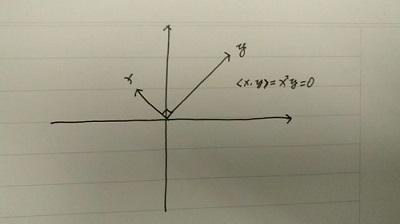 y
x
⟨x, y⟩ = xᵀy = 0